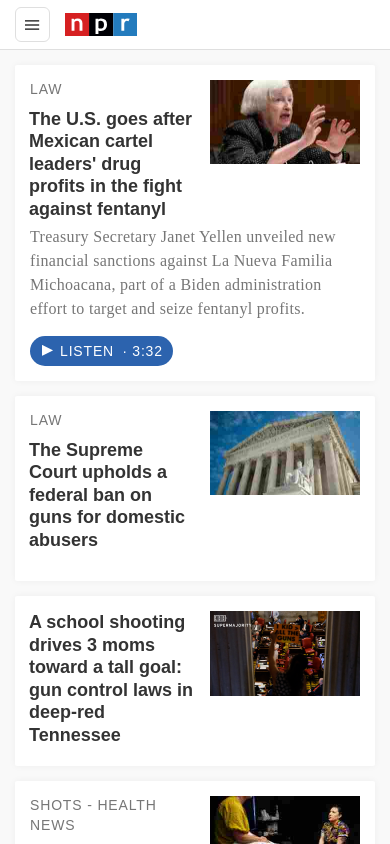 npr
LAW
The U.S. goes after
Mexican cartel
leaders' drug
profits in the fight
against fentanyl
Treasury Secretary Janet Yellen unveiled new
financial sanctions against La Nueva Familia
Michoacana, part of a Biden administration
effort to target and seize fentanyl profits.
LISTEN · 3:32
LAW
The Supreme
Court upholds a
federal ban on
guns for domestic
abusers
A school shooting
drives 3 moms
toward a tall goal:
gun control laws in
deep-red
Tennessee
SUPERMAJORITY
SHOTS - HEALTH
NEWS